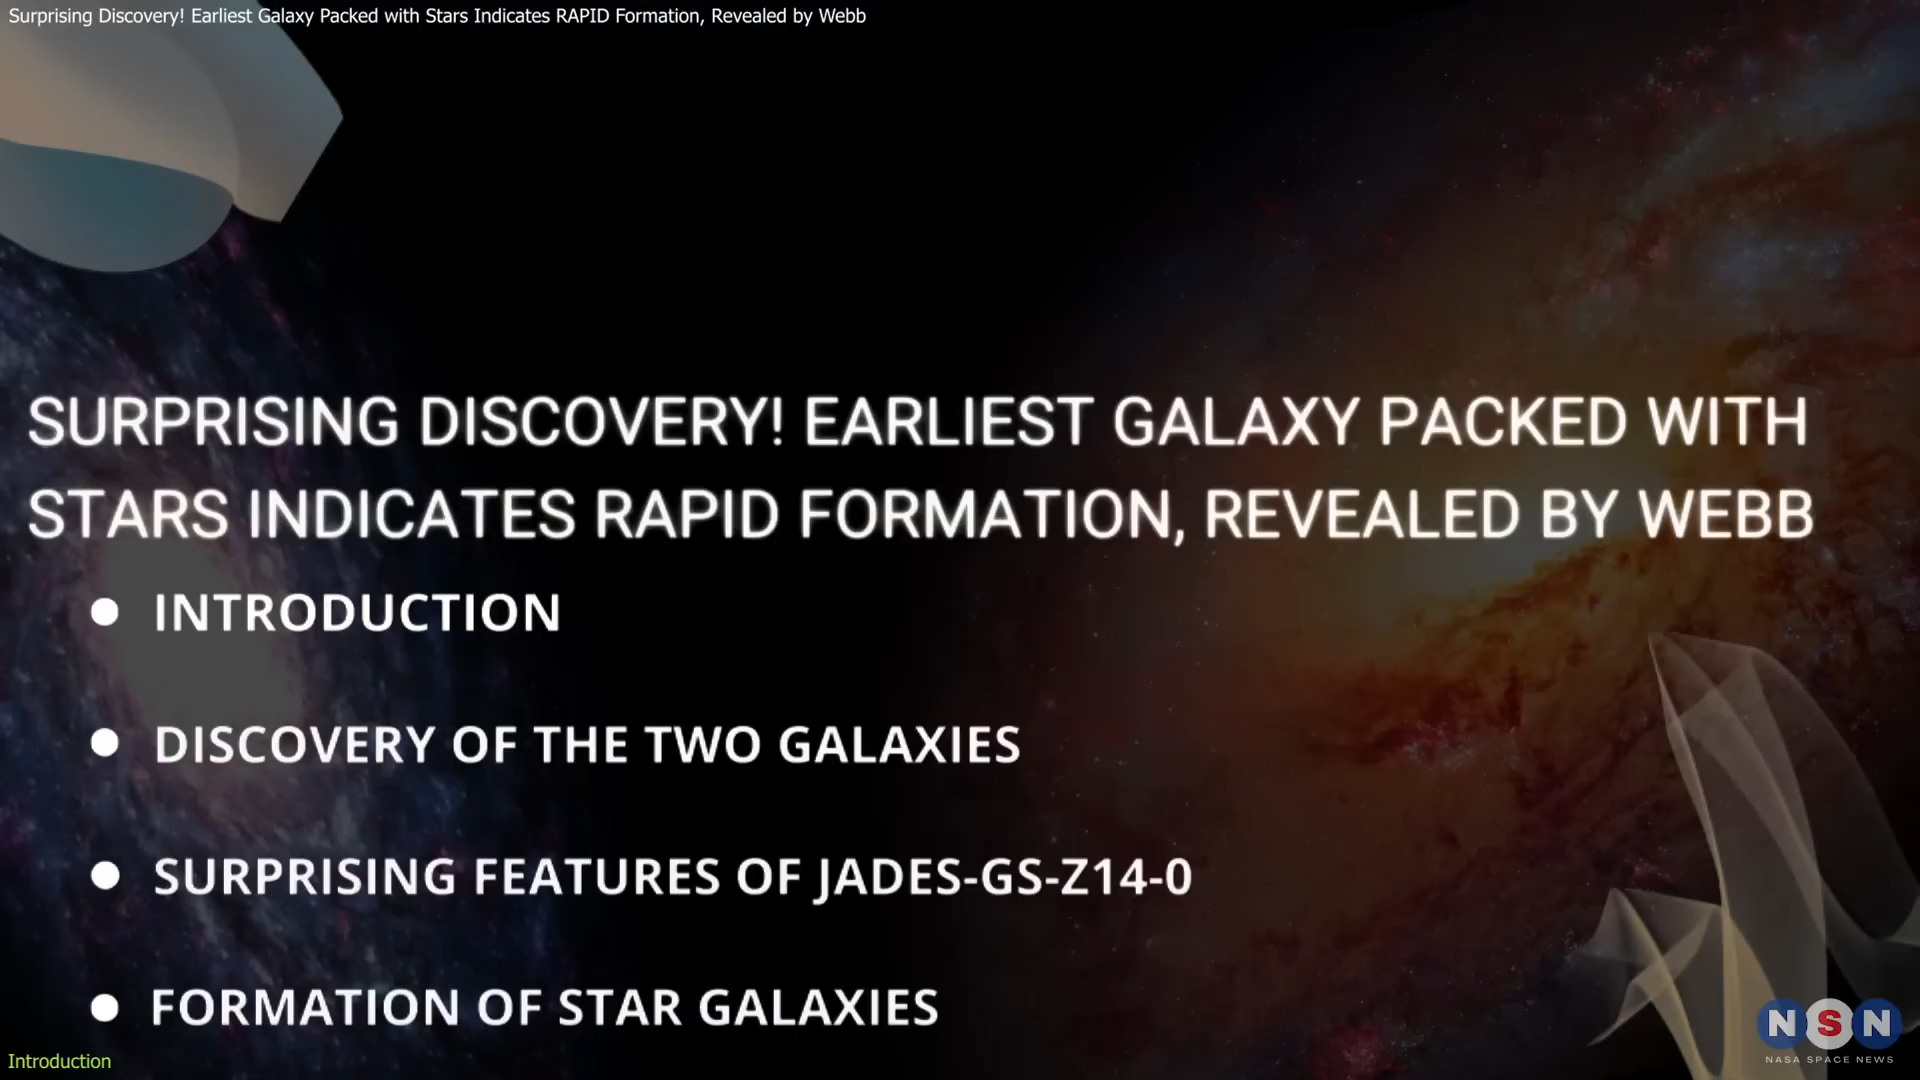 Surprising Discovery! Earliest Galaxy Packed with Stars Indicates RAPID Formation, Revealed by Webb
SURPRISING DISCOVERY! EARLIEST GALAXY PACKED WITH
STARS INDICATES RAPID FORMATION, REVEALED BY WEBB
● INTRODUCTION
● DISCOVERY OF THE TWO GALAXIES
● SURPRISING FEATURES OF JADES-GS-Z14-0
● FORMATION OF STAR GALAXIES
NSN
NASA SPACE NEWS
Introduction